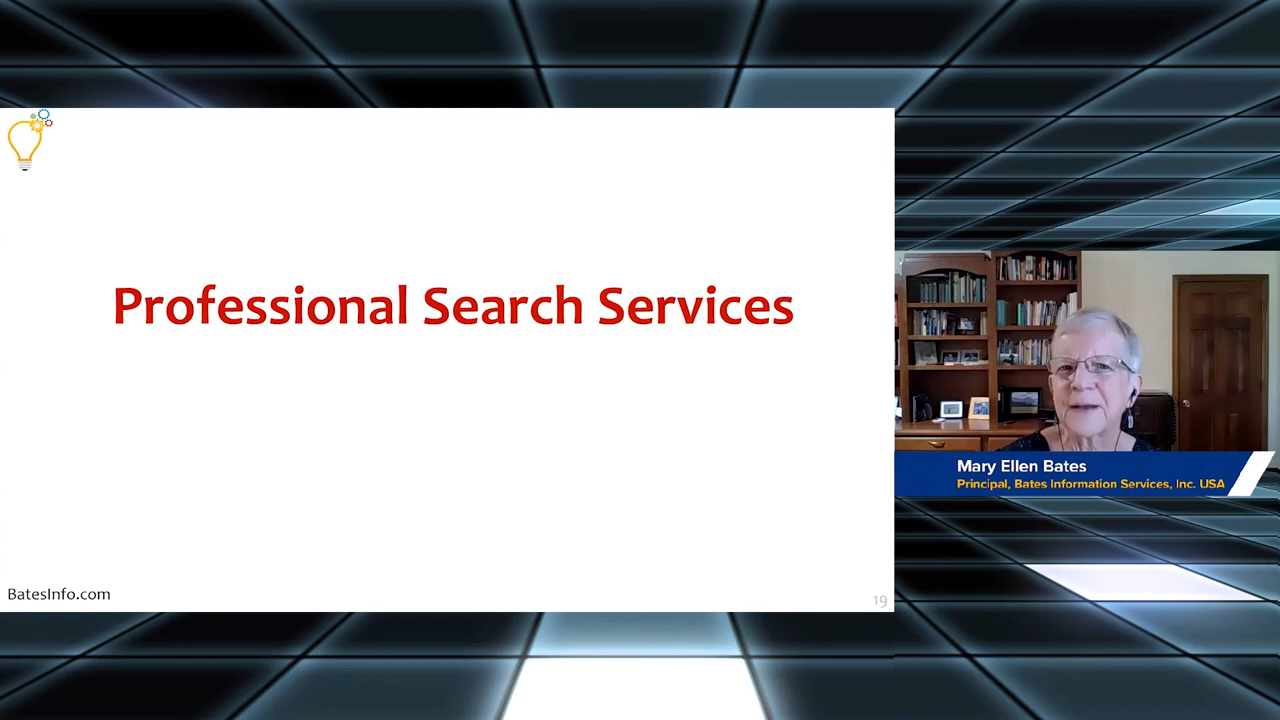 Professional Search Services
Mary Ellen Bates
Principal, Bates Information Services, Inc. USA
BatesInfo.com
19